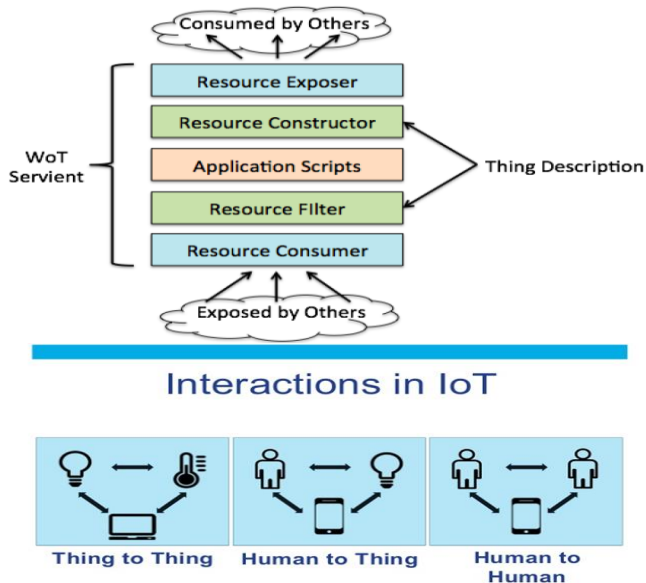 Consumed by Others
Resource Exposer
Resource Constructor
WoT
Servient
Application Scripts
Thing Description
Resource FIlter
Resource Consumer
Exposed by Others
Interactions in IoT
Thing to Thing
Human to Thing
Human to
Human